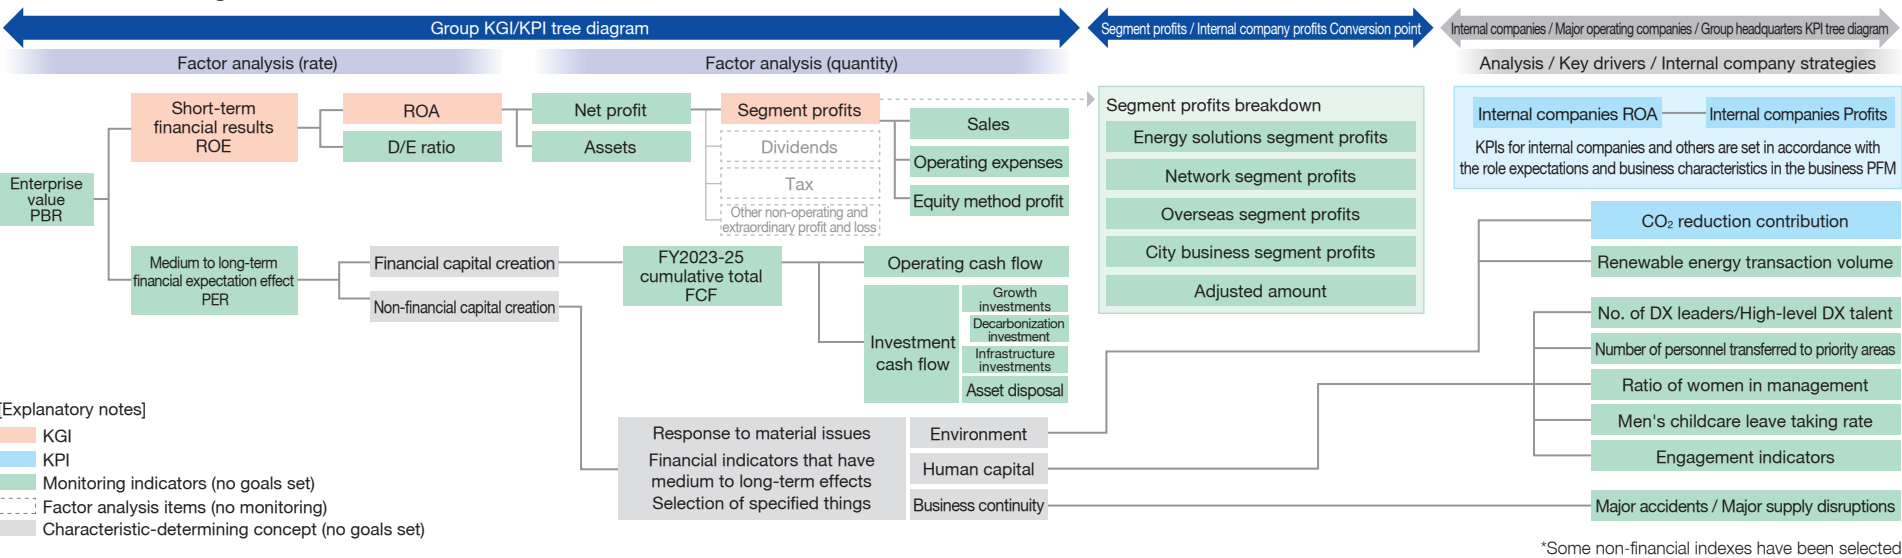 Group KGI/KPI tree diagram
Segment profits / Internal company profits Conversion point
Internal companies / Major operating companies / Group headquarters KPI tree diagram
Factor analysis (rate)
Factor analysis (quantity)
Analysis / Key drivers / Internal company strategies
Enterprise
value
PBR
Short-term
financial results
ROE
ROA
D/E ratio
Net profit
Assets
Segment profits
Dividends
Tax
Other non-operating and
extraordinary profit and loss
Sales
Operating expenses
Equity method profit
Segment profits breakdown
Energy solutions segment profits
Network segment profits
Overseas segment profits
City business segment profits
Adjusted amount
Internal companies ROA
Internal companies Profits
KPIs for internal companies and others are set in accordance with
the role expectations and business characteristics in the business PFM
Medium to long-term
financial expectation effect
PER
Financial capital creation
Non-financial capital creation
FY2023-25
cumulative total
FCF
Operating cash flow
Investment
cash flow
Growth
investments
Decarbonization
investment
Infrastructure
investments
Asset disposal
Response to material issues
Financial indicators that have
medium to long-term effects
Selection of specified things
Environment
Human capital
Business continuity
CO₂ reduction contribution
Renewable energy transaction volume
No. of DX leaders/High-level DX talent
Number of personnel transferred to priority areas
Ratio of women in management
Men's childcare leave taking rate
Engagement indicators
Major accidents / Major supply disruptions
[Explanatory notes]
KGI
KPI
Monitoring indicators (no goals set)
Factor analysis items (no monitoring)
Characteristic-determining concept (no goals set)
*Some non-financial indexes have been selected